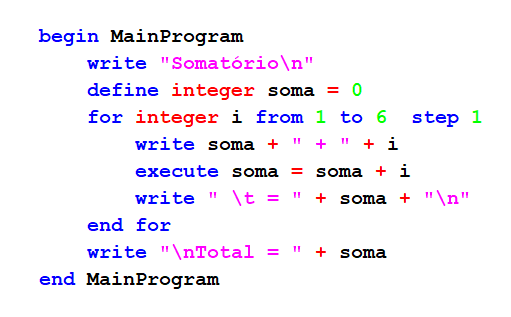 begin MainProgram
    write "Somatório\n"
    define integer soma = 0
    for integer i from 1 to 6  step 1
        write soma + " + " + i
        execute soma = soma + i
        write " \t = " + soma + "\n"
    end for
    write "\nTotal = " + soma
end MainProgram